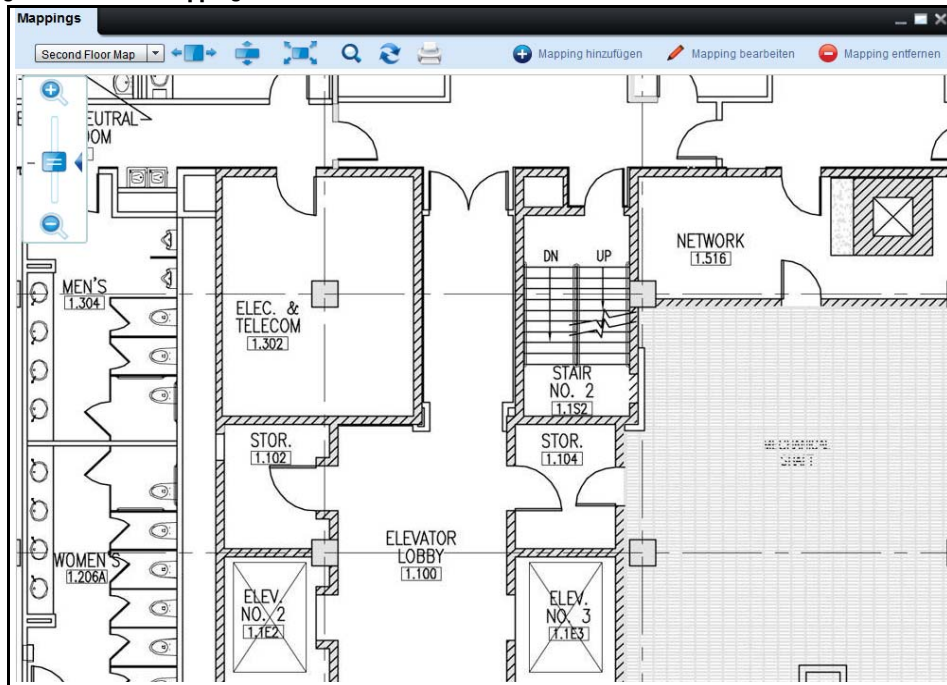 Mappings
Second Floor Map
Mapping hinzufügen
Mapping bearbeiten
Mapping entfernen
EUTRAL
OM
DN UP
NETWORK
1.516
MEN'S
1.304
ELEC. &
TELECOM
1.302
STAIR
NO. 2
1.1S2
STOR.
1.102
STOR.
1.104
MECHANICAL
SHAFT
ELEVATOR
LOBBY
1.100
WOMEN'S
1.206A
ELEV.
NO. 2
1.1E2
ELEV.
NO. 3
1.1E3